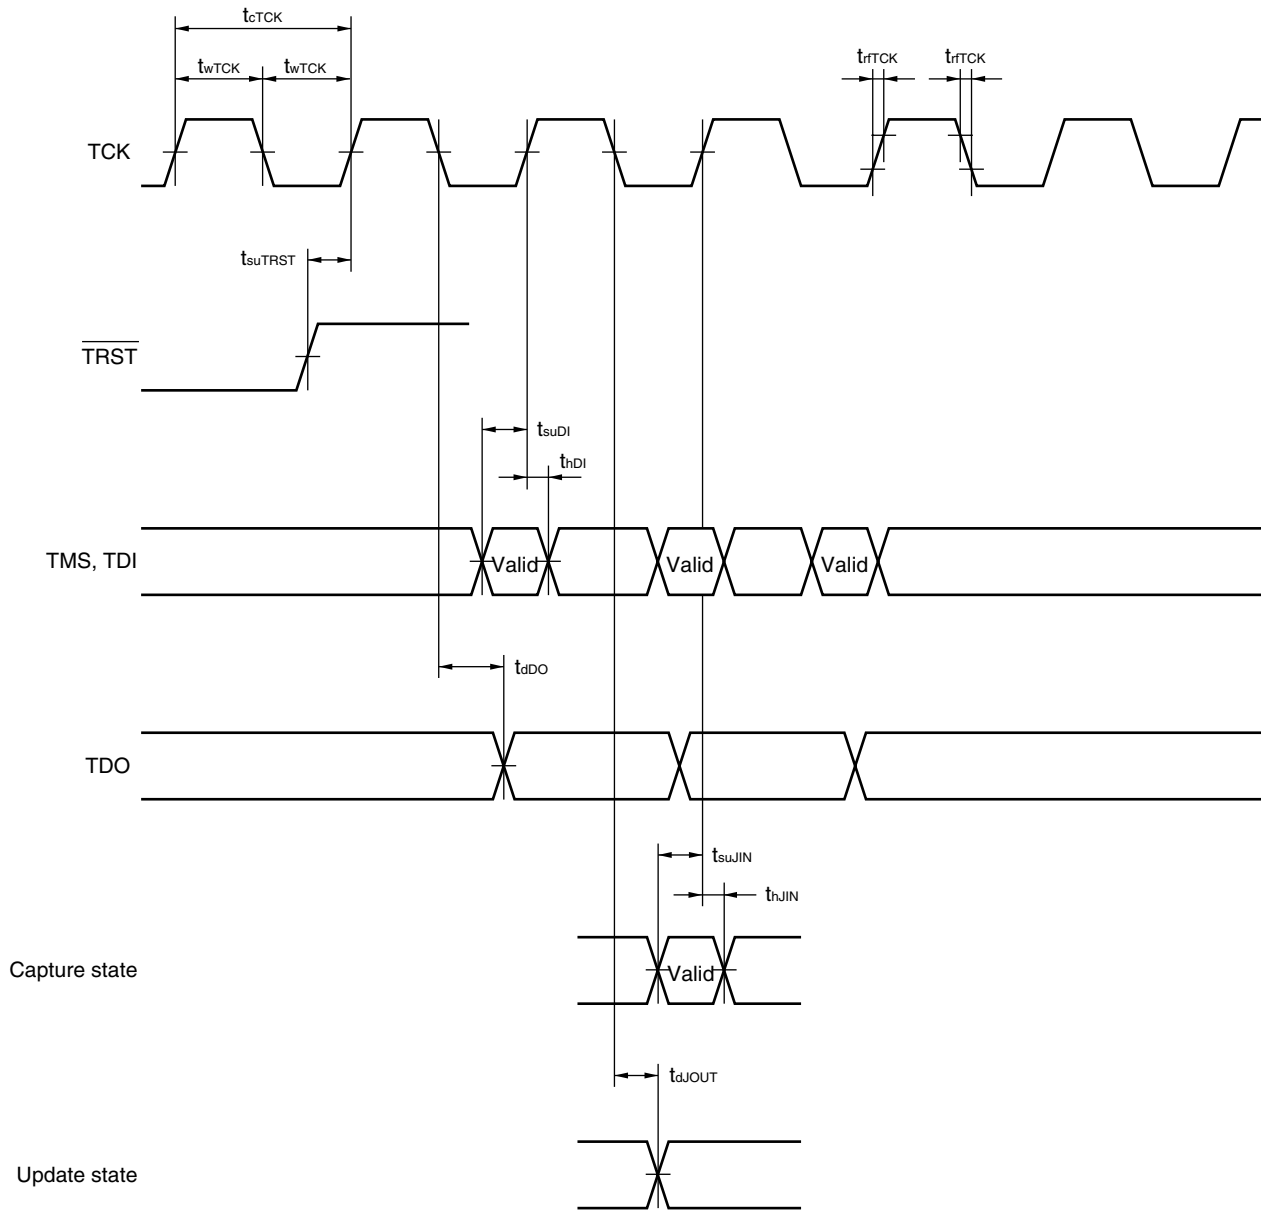 tcTCK
twTCK twTCK
trfTCK trfTCK
TCK
tsuTRST
TRST
tsuDI
thDI
TMS, TDI Valid Valid Valid
tdDO
TDO
tsuJIN
thJIN
Capture state Valid
tdJOUT
Update state